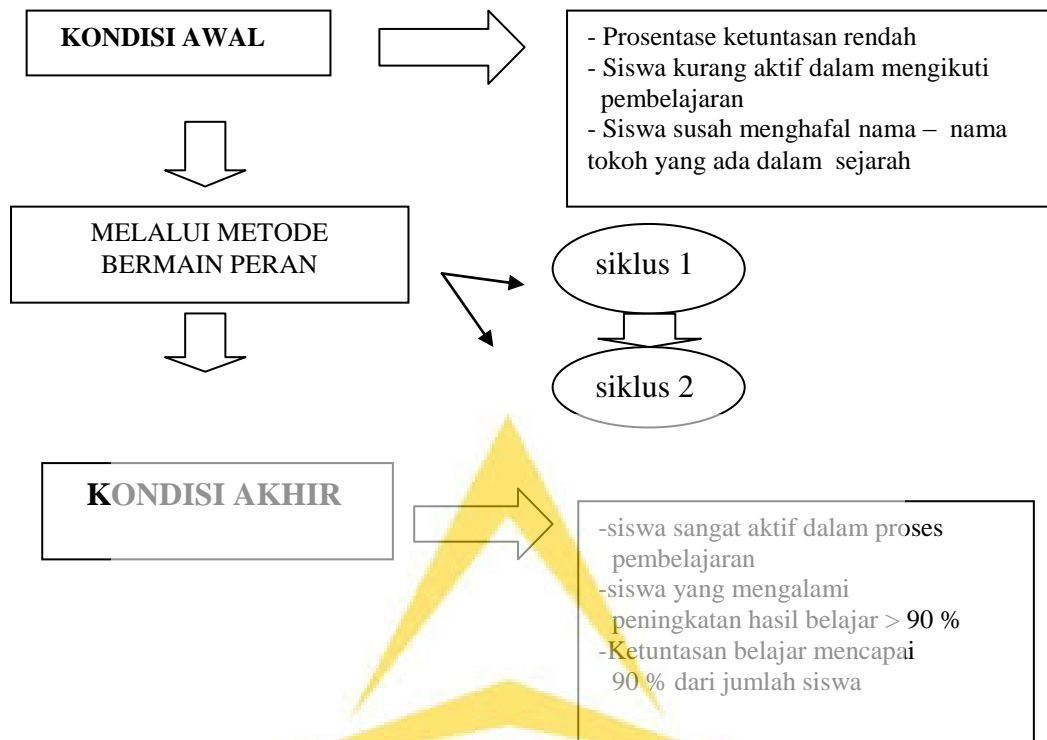 KONDISI AWAL
- Prosentase ketuntasan rendah
- Siswa kurang aktif dalam mengikuti
pembelajaran
- Siswa susah menghafal nama – nama
tokoh yang ada dalam sejarah
MELALUI METODE
BERMAIN PERAN
siklus 1
siklus 2
KONDISI AKHIR
-siswa sangat aktif dalam proses
pembelajaran
-siswa yang mengalami
peningkatan hasil belajar > 90 %
-Ketuntasan belajar mencapai
90 % dari jumlah siswa